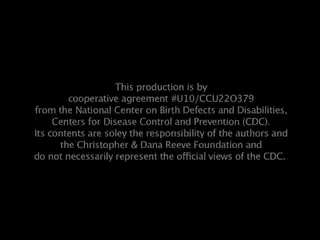 This production is by
cooperative agreement #U10/CCU22O379
from the National Center on Birth Defects and Disabilities,
Centers for Disease Control and Prevention (CDC).
Its contents are soley the responsibility of the authors and
the Christopher & Dana Reeve Foundation and
do not necessarily represent the official views of the CDC.